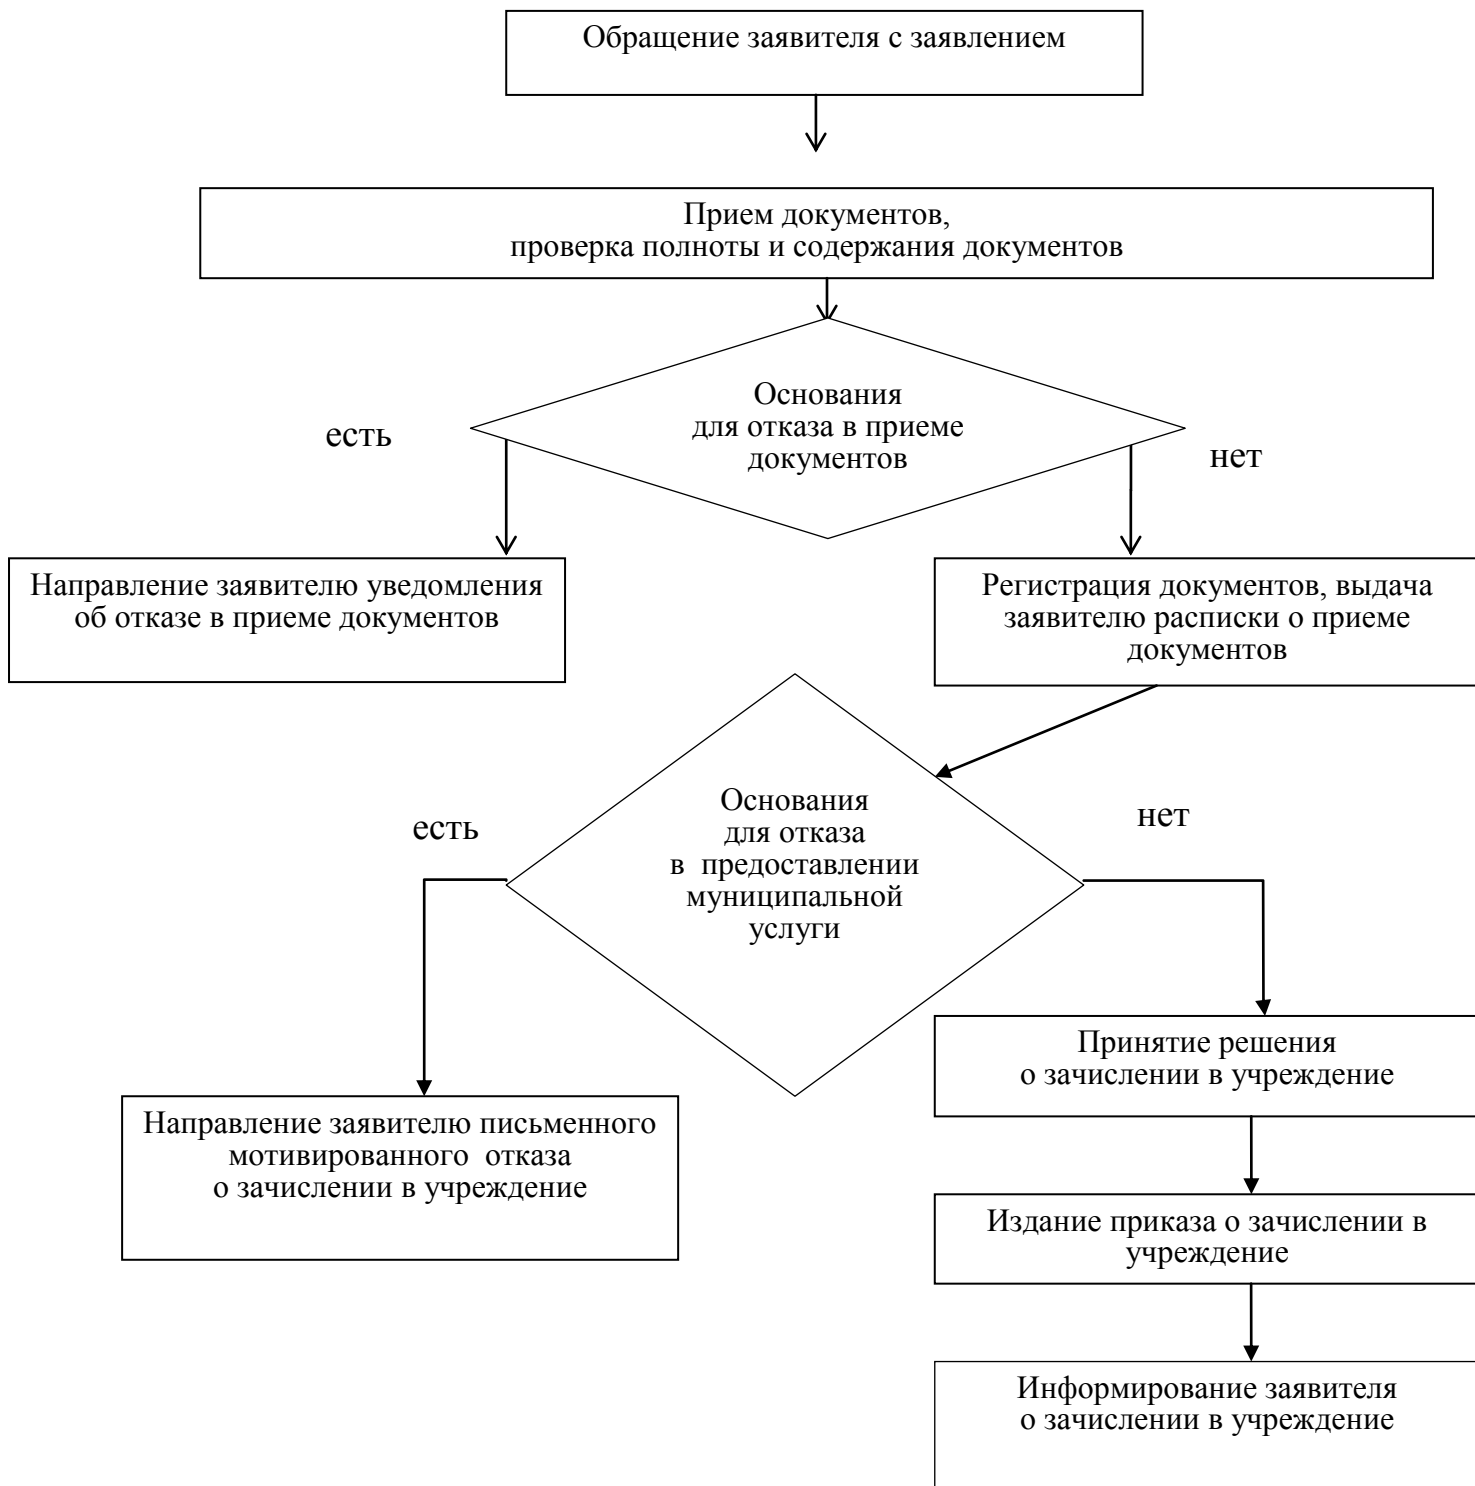 Обращение заявителя с заявлением
Прием документов,
проверка полноты и содержания документов
Основания
для отказа в приеме
документов
есть
нет
Направление заявителю уведомления
об отказе в приеме документов
Регистрация документов, выдача
заявителю расписки о приеме
документов
Основания
для отказа
в предоставлении
муниципальной
услуги
есть
нет
Принятие решения
о зачислении в учреждение
Направление заявителю письменного
мотивированного отказа
о зачислении в учреждение
Издание приказа о зачислении в
учреждение
Информирование заявителя
о зачислении в учреждение